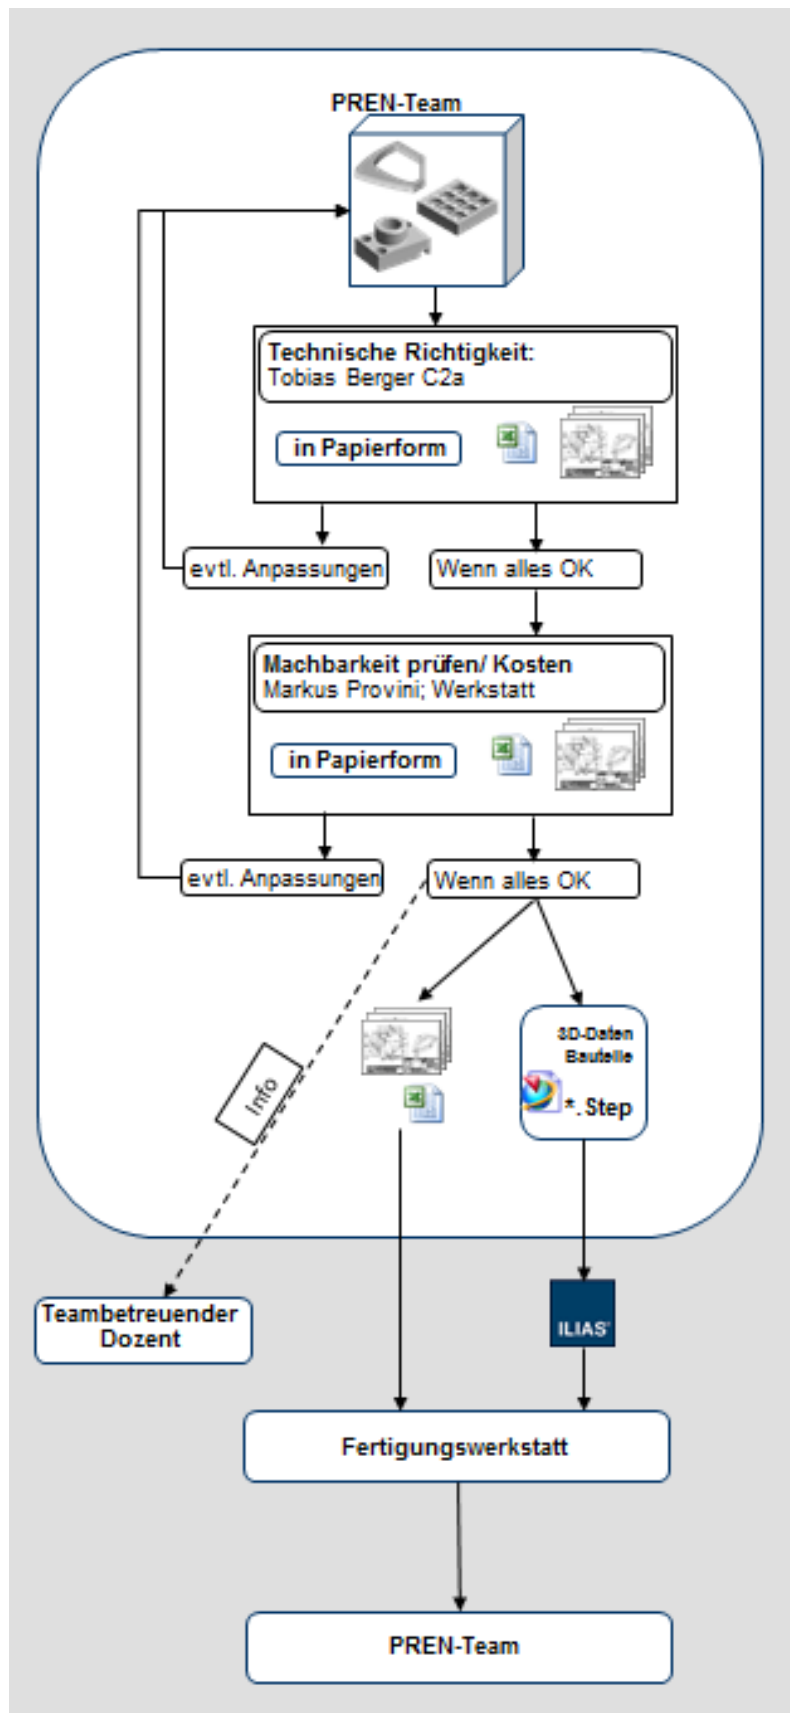 PREN-Team
Technische Richtigkeit:
Tobias Berger C2a
in Papierform
evtl. Anpassungen
Wenn alles OK
Machbarkeit prüfen/ Kosten
Markus Provini; Werkstatt
in Papierform
evtl. Anpassungen
Wenn alles OK
3D-Daten
Bauteile
*.Step
Info
Teambetreuender
Dozent
ILIAS
Fertigungswerkstatt
PREN-Team